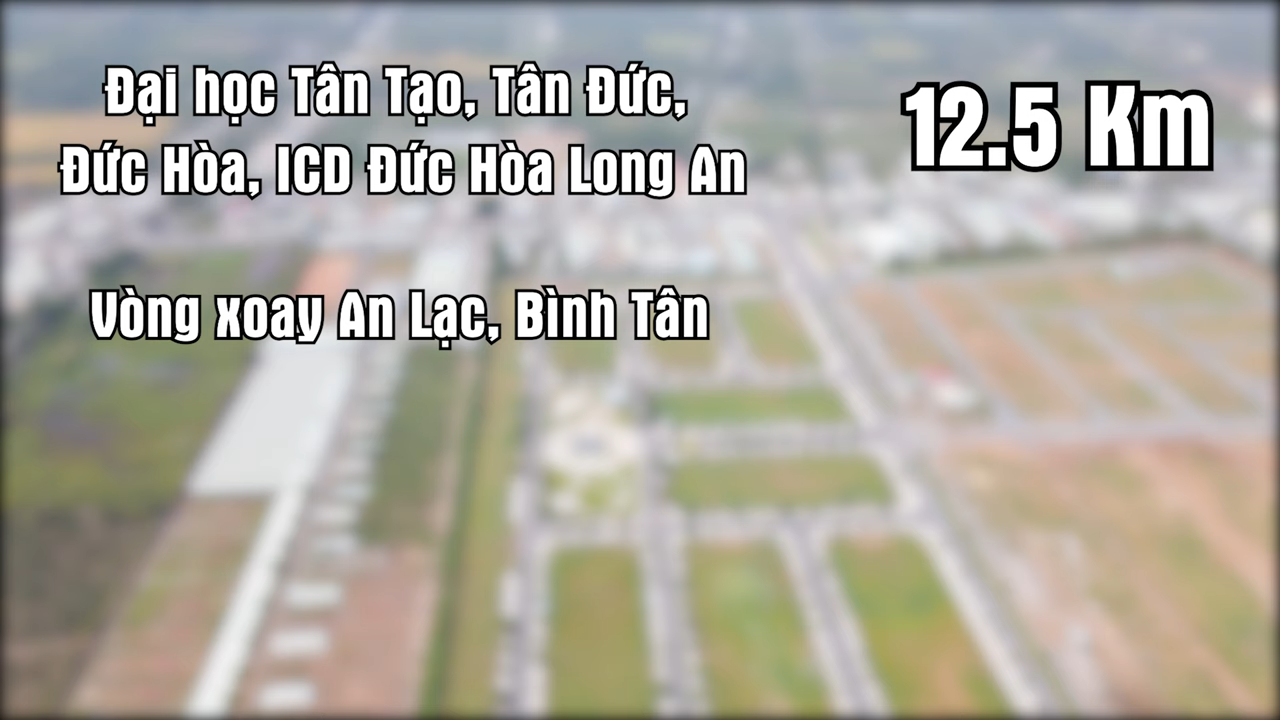 Đại học Tân Tạo, Tân Đức,
Đức Hòa, ICD Đức Hòa Long An
12.5 Km
Vòng xoay An Lạc, Bình Tân